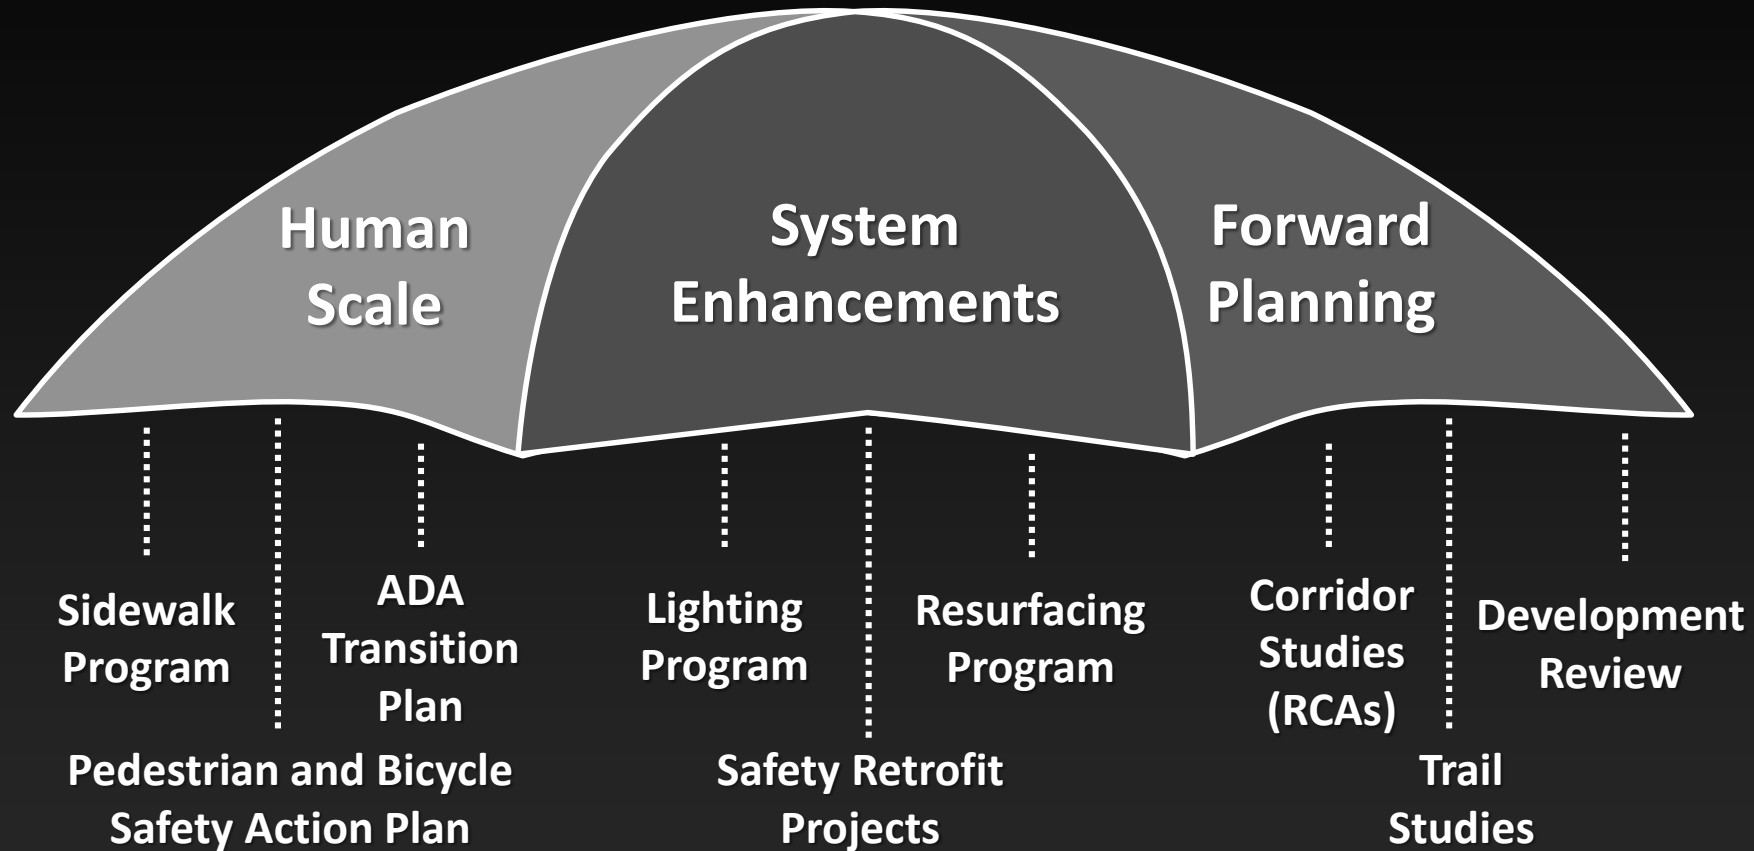 Human
Scale
System
Enhancements
Forward
Planning
Sidewalk
Program
ADA
Transition
Plan
Pedestrian and Bicycle
Safety Action Plan
Lighting
Program
Resurfacing
Program
Safety Retrofit
Projects
Corridor
Studies
(RCAs)
Development
Review
Trail
Studies